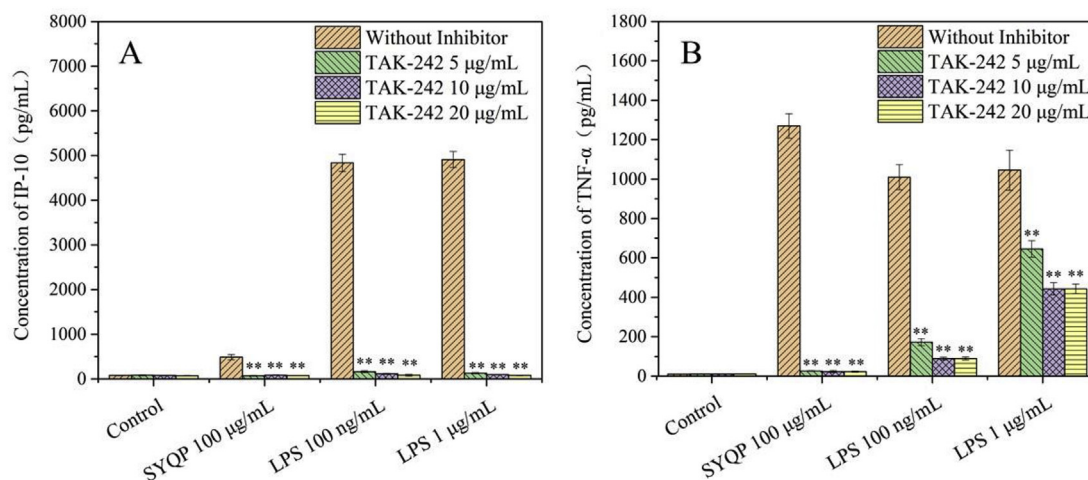 A
Concentration of IP-10 (pg/mL)
8000
7000
6000
5000
4000
3000
2000
1000
0
Without Inhibitor
TAK-242 5 μg/mL
TAK-242 10 μg/mL
TAK-242 20 μg/mL
** ** **
** ** **
** ** **
Control
SYQP 100 μg/mL
LPS 100 ng/mL
LPS 1 μg/mL
B
Concentration of TNF-α（pg/mL）
1800
1600
1400
1200
1000
800
600
400
200
0
Without Inhibitor
TAK-242 5 μg/mL
TAK-242 10 μg/mL
TAK-242 20 μg/mL
** ** **
**
** **
**
** **
Control
SYQP 100 μg/mL
LPS 100 ng/mL
LPS 1 μg/mL